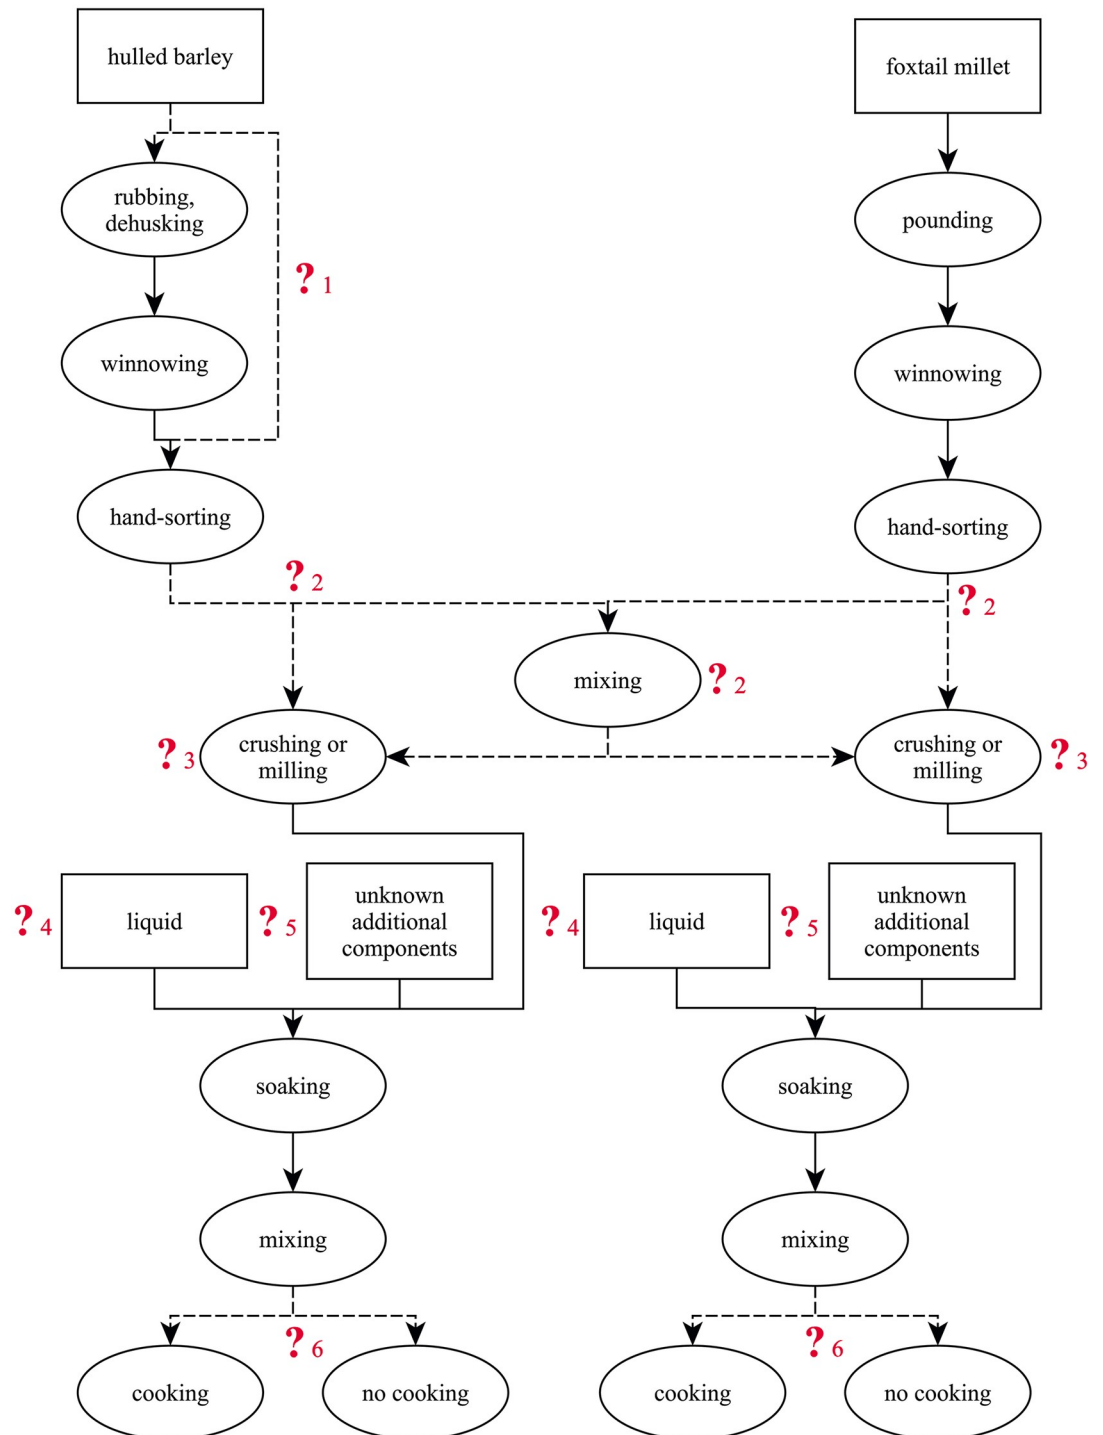 hulled barley
foxtail millet
rubbing,
dehusking
pounding
? 1
winnowing
winnowing
hand-sorting
hand-sorting
? 2
? 2
mixing
? 2
? 3
crushing or
milling
crushing or
milling
? 3
? 4
liquid
? 5
unknown
additional
components
? 4
liquid
? 5
unknown
additional
components
soaking
soaking
mixing
mixing
? 6
? 6
cooking
no cooking
cooking
no cooking